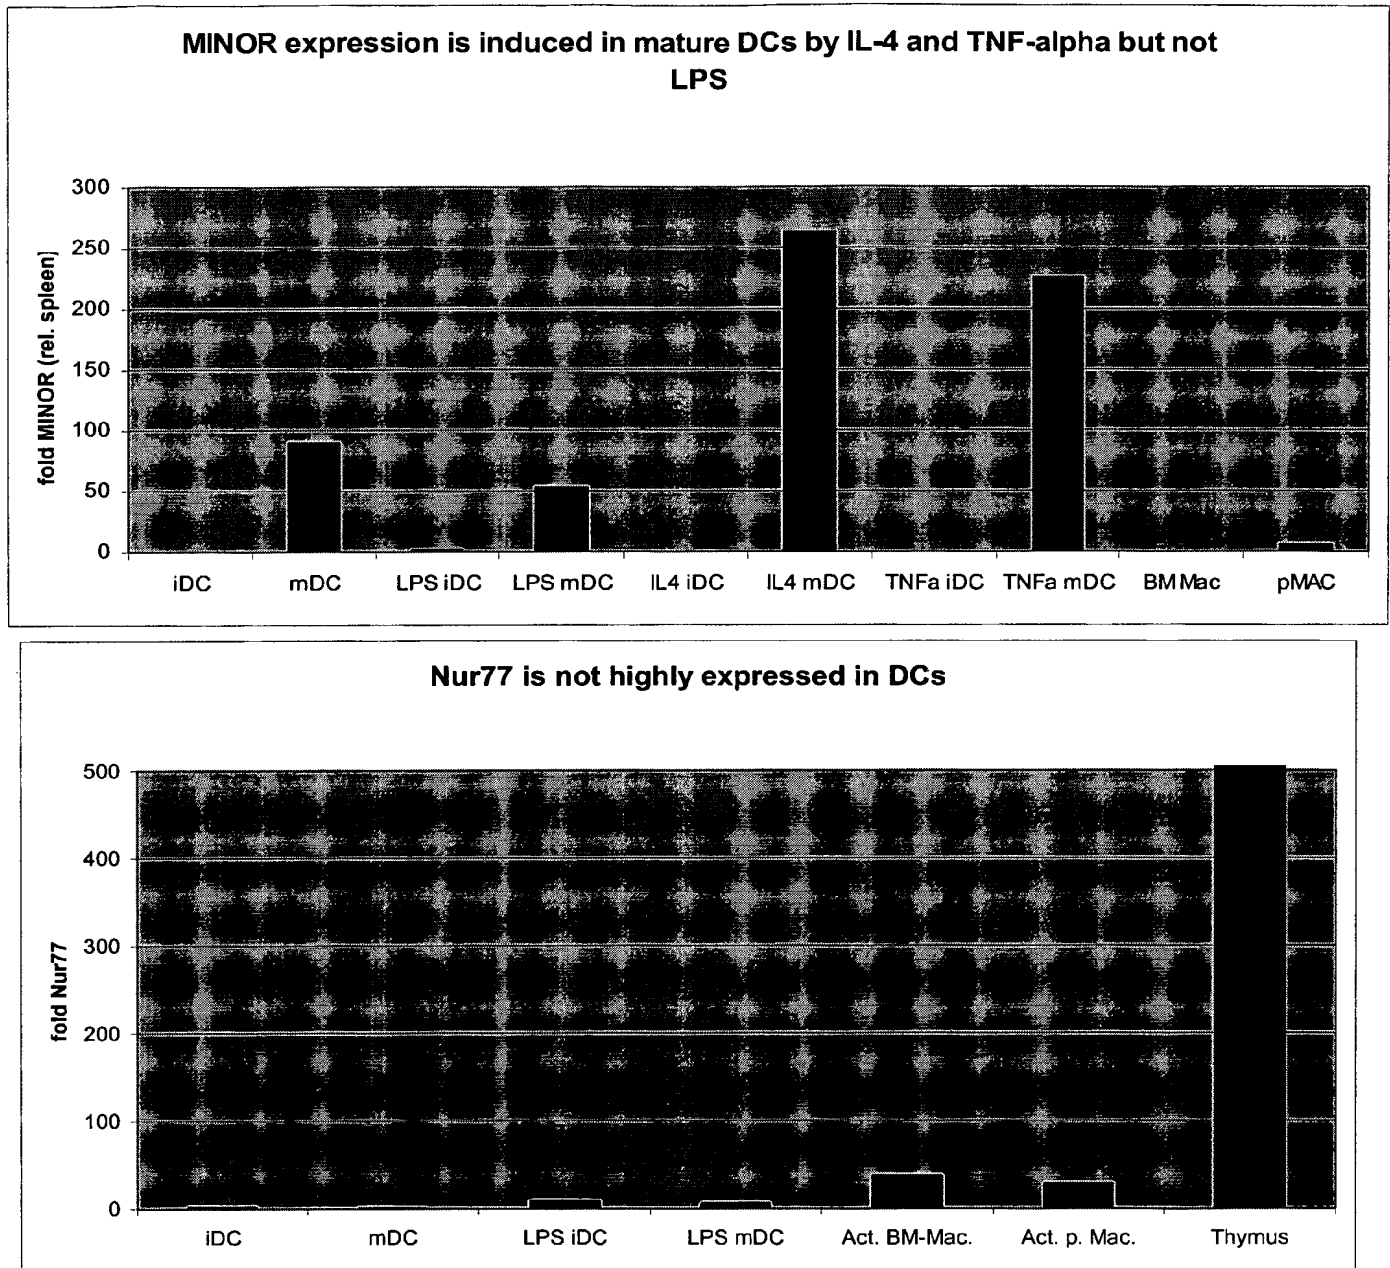 MINOR expression is induced in mature DCs by IL-4 and TNF-alpha but not
LPS
fold MINOR (rel. spleen)
300
250
200
150
100
50
0
iDC mDC LPS iDC LPS mDC IL4 iDC IL4 mDC TNFa iDC TNFa mDC BM Mac pMAC
Nur77 is not highly expressed in DCs
fold Nur77
500
400
300
200
100
0
iDC mDC LPS iDC LPS mDC Act. BM-Mac. Act. p. Mac. Thymus